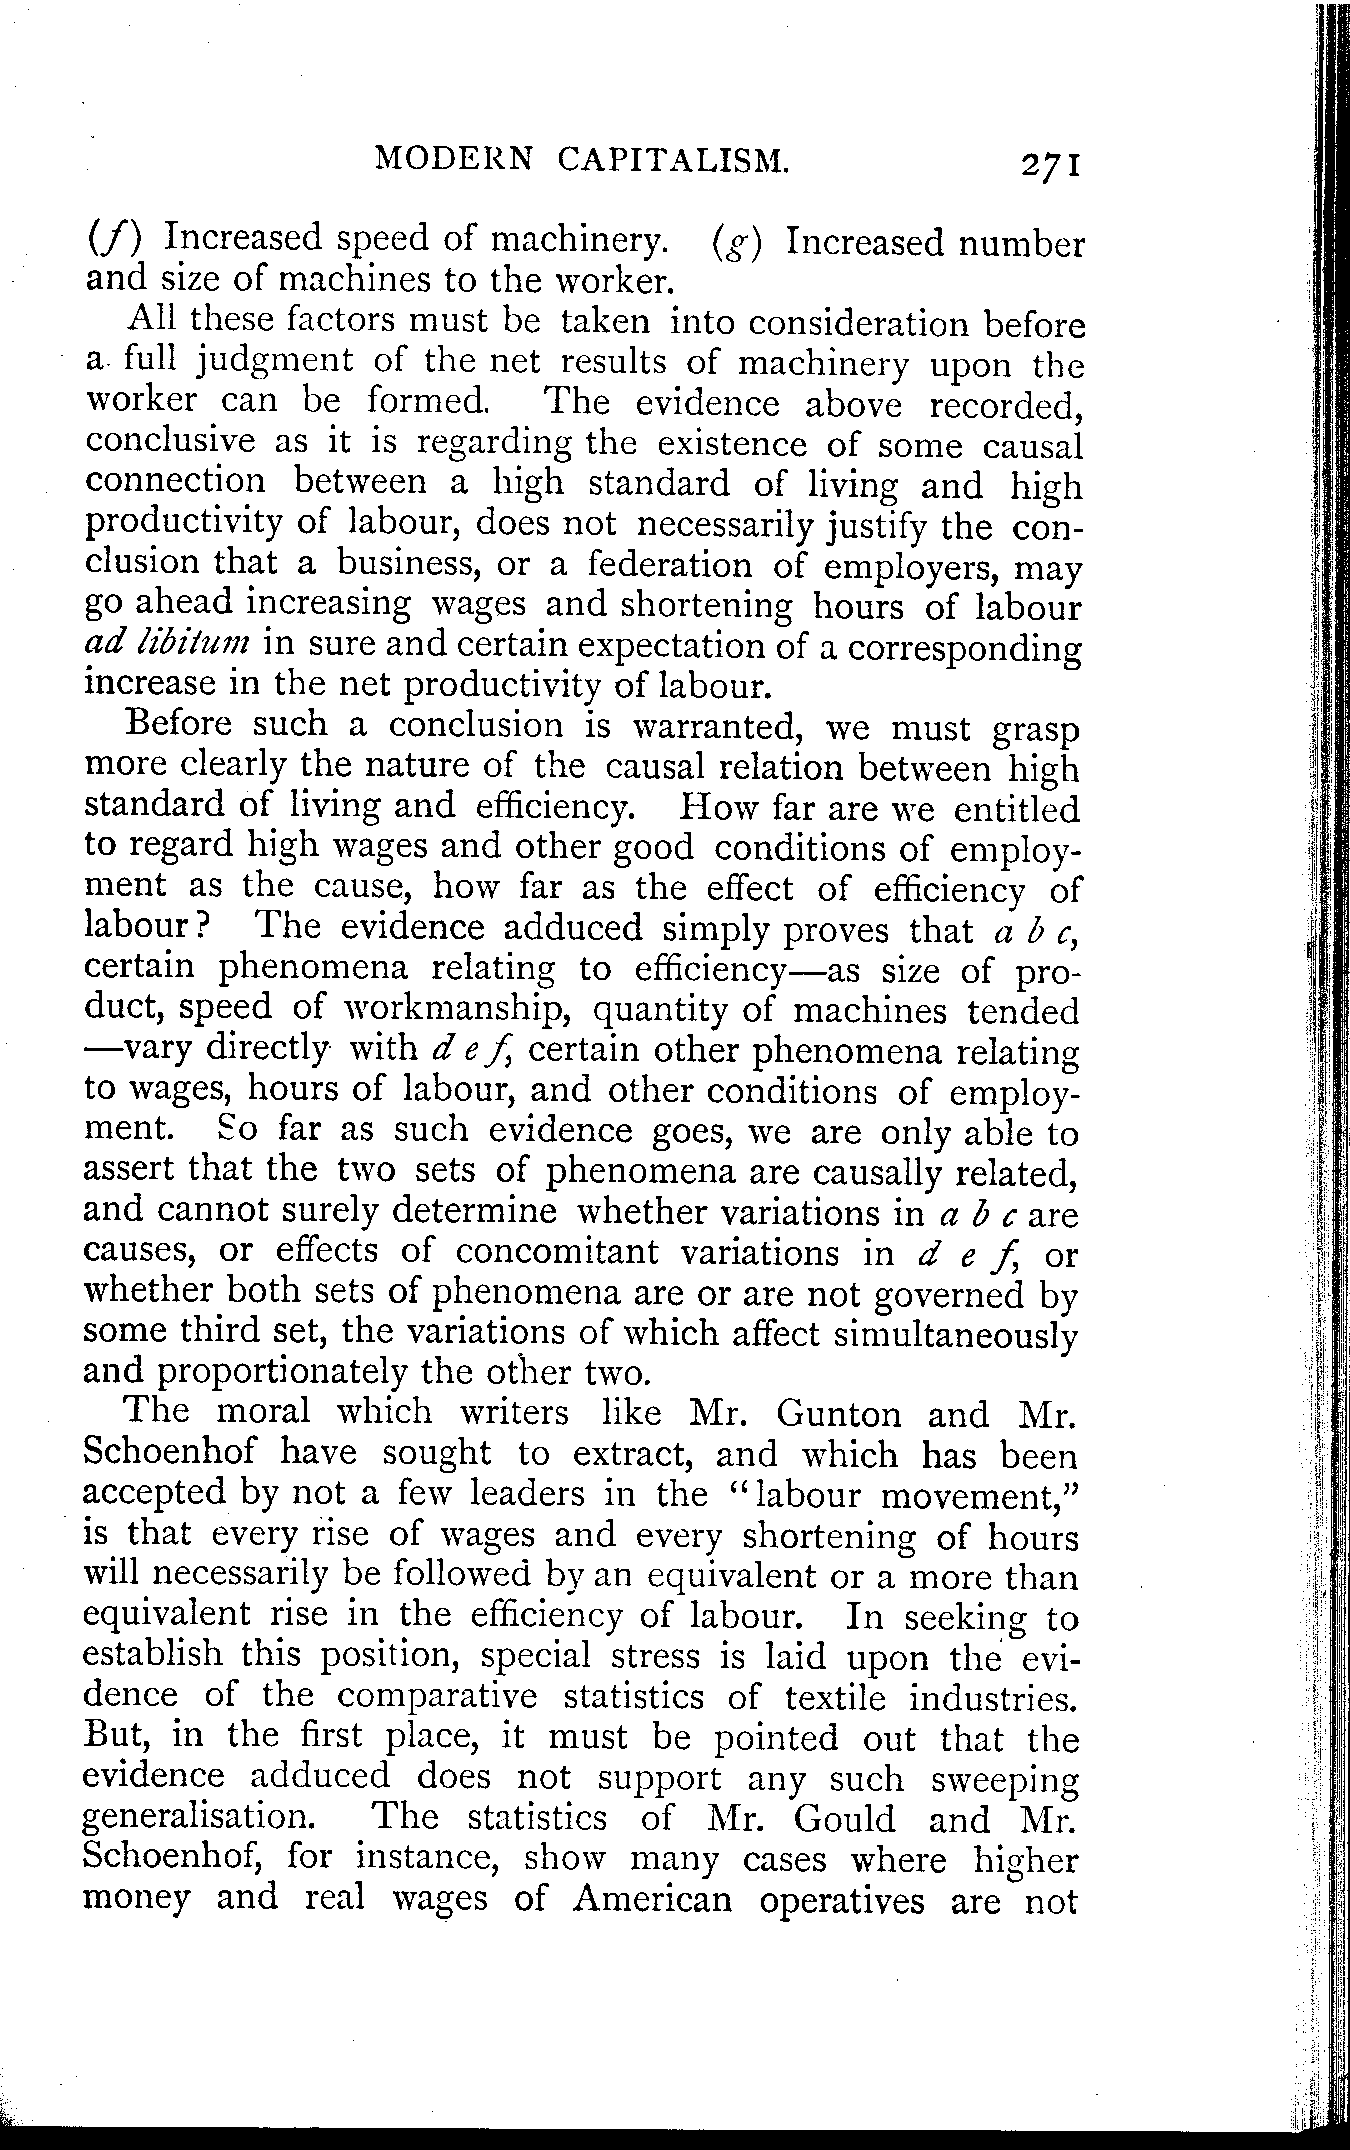 MODERN CAPITALISM. 271
(f) Increased speed of machinery. (g) Increased number
and size of machines to the worker.
All these factors must be taken into consideration before
a full judgment of the net results of machinery upon the
worker can be formed. The evidence above recorded,
conclusive as it is regarding the existence of some causal
connection between a high standard of living and high
productivity of labour, does not necessarily justify the con-
clusion that a business, or a federation of employers, may
go ahead increasing wages and shortening hours of labour
ad libitum in sure and certain expectation of a corresponding
increase in the net productivity of labour.
Before such a conclusion is warranted, we must grasp
more clearly the nature of the causal relation between high
standard of living and efficiency. How far are we entitled
to regard high wages and other good conditions of employ-
ment as the cause, how far as the effect of efficiency of
labour? The evidence adduced simply proves that a b c,
certain phenomena relating to efficiency—as size of pro-
duct, speed of workmanship, quantity of machines tended
—vary directly with d e f, certain other phenomena relating
to wages, hours of labour, and other conditions of employ-
ment. So far as such evidence goes, we are only able to
assert that the two sets of phenomena are causally related,
and cannot surely determine whether variations in a b c are
causes, or effects of concomitant variations in d e f, or
whether both sets of phenomena are or are not governed by
some third set, the variations of which affect simultaneously
and proportionately the other two.
The moral which writers like Mr. Gunton and Mr.
Schoenhof have sought to extract, and which has been
accepted by not a few leaders in the "labour movement,"
is that every rise of wages and every shortening of hours
will necessarily be followed by an equivalent or a more than
equivalent rise in the efficiency of labour. In seeking to
establish this position, special stress is laid upon the evi-
dence of the comparative statistics of textile industries.
But, in the first place, it must be pointed out that the
evidence adduced does not support any such sweeping
generalisation. The statistics of Mr. Gould and Mr.
Schoenhof, for instance, show many cases where higher
money and real wages of American operatives are not